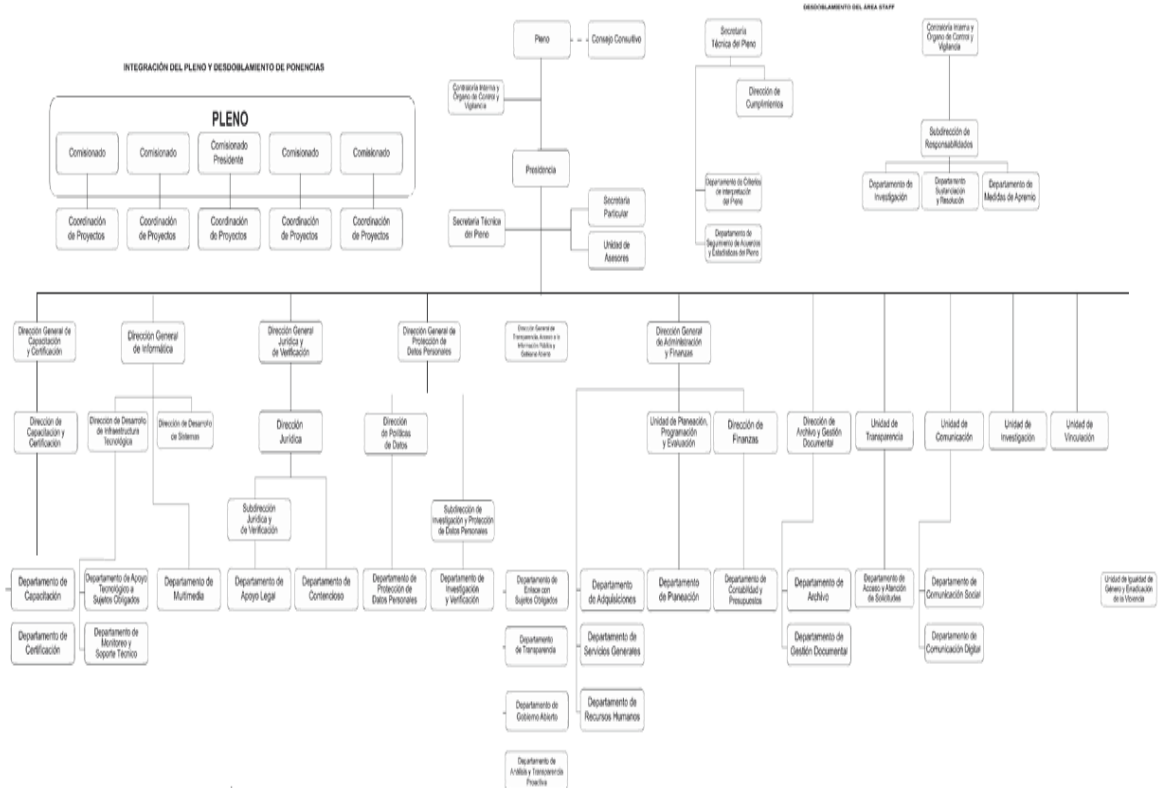 DESDOBLAMIENTO DEL ÁREA STAFF
INTEGRACIÓN DEL PLENO Y DESDOBLAMIENTO DE PONENCIAS
PLENO
Comisionado
Comisionado
Comisionado
Presidente
Comisionado
Comisionado
Coordinación
de Proyectos
Coordinación
de Proyectos
Coordinación
de Proyectos
Coordinación
de Proyectos
Coordinación
de Proyectos
Pleno
Consejo Consultivo
Contraloría Interna y
Órgano de Control y
Vigilancia
Presidencia
Secretaría Técnica
del Pleno
Secretaría
Particular
Unidad de
Asesores
Secretaría
Técnica del Pleno
Dirección de
Cumplimientos
Departamento de Criterios
de Interpretación
del Pleno
Departamento de
Seguimiento de Acuerdos
y Estadísticas del Pleno
Contraloría Interna y
Órgano de Control y
Vigilancia
Subdirección de
Responsabilidades
Departamento de
Investigación
Departamento
Sustanciación
y Resolución
Departamento de
Medidas de Apremio
Dirección General de
Capacitación
y Certificación
Dirección General
de Informática
Dirección General
Jurídica y
de Verificación
Dirección General de
Protección de
Datos Personales
Dirección General de
Transparencia, Acceso a la
Información Pública y
Gobierno Abierto
Dirección General
de Administración
y Finanzas
Dirección de
Capacitación y
Certificación
Dirección de Desarrollo
de Infraestructura
Tecnológica
Dirección de Desarrollo
de Sistemas
Dirección
Jurídica
Dirección
de Políticas
de Datos
Unidad de Planeación,
Programación
y Evaluación
Dirección de
Finanzas
Dirección de
Archivo y Gestión
Documental
Unidad de
Transparencia
Unidad de
Comunicación
Unidad de
Investigación
Unidad de
Vinculación
Subdirección
Jurídica y
de Verificación
Subdirección de
Investigación y Protección
de Datos Personales
Departamento de
Capacitación
Departamento de Apoyo
Tecnológico a
Sujetos Obligados
Departamento de
Multimedia
Departamento de
Apoyo Legal
Departamento de
Contencioso
Departamento de
Protección de
Datos Personales
Departamento de
Investigación
y Verificación
Departamento de
Enlace con
Sujetos Obligados
Departamento
de Adquisiciones
Departamento
de Planeación
Departamento de
Contabilidad y
Presupuestos
Departamento de
Archivo
Departamento de
Acceso y Atención
de Solicitudes
Departamento de
Comunicación Social
Unidad de Igualdad de
Género y Erradicación
de la Violencia
Departamento de
Certificación
Departamento de
Monitoreo y
Soporte Técnico
Departamento
de Transparencia
Departamento de
Servicios Generales
Departamento de
Gestión Documental
Departamento de
Comunicación Digital
Departamento de
Gobierno Abierto
Departamento de
Recursos Humanos
Departamento de
Análisis y Transparencia
Proactiva